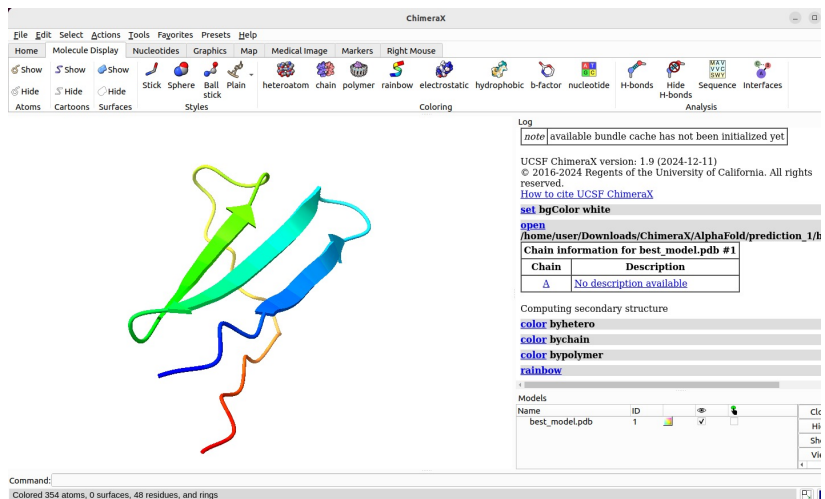 ChimeraX
File Edit Select Actions Tools Favorites Presets Help
Home Molecule Display Nucleotides Graphics Map Medical Image Markers Right Mouse
Show Show Show
Hide Hide Hide
Atoms Cartoons Surfaces
Stick Sphere Ball stick Plain
Styles
heteroatom chain polymer rainbow electrostatic hydrophobic b-factor nucleotide
Coloring
H-bonds Hide H-bonds Sequence Interfaces
Analysis
Log
note available bundle cache has not been initialized yet
UCSF ChimeraX version: 1.9 (2024-12-11)
© 2016-2024 Regents of the University of California. All rights
reserved.
How to cite UCSF ChimeraX
set bgColor white
open
/home/user/Downloads/ChimeraX/AlphaFold/prediction_1/b
Chain information for best_model.pdb #1
Chain Description
A No description available
Computing secondary structure
color byhetero
color bychain
color bypolymer
rainbow
Models
Name ID
best_model.pdb 1
Clo
Hi
Sh
Vie
Command:
Colored 354 atoms, 0 surfaces, 48 residues, and rings